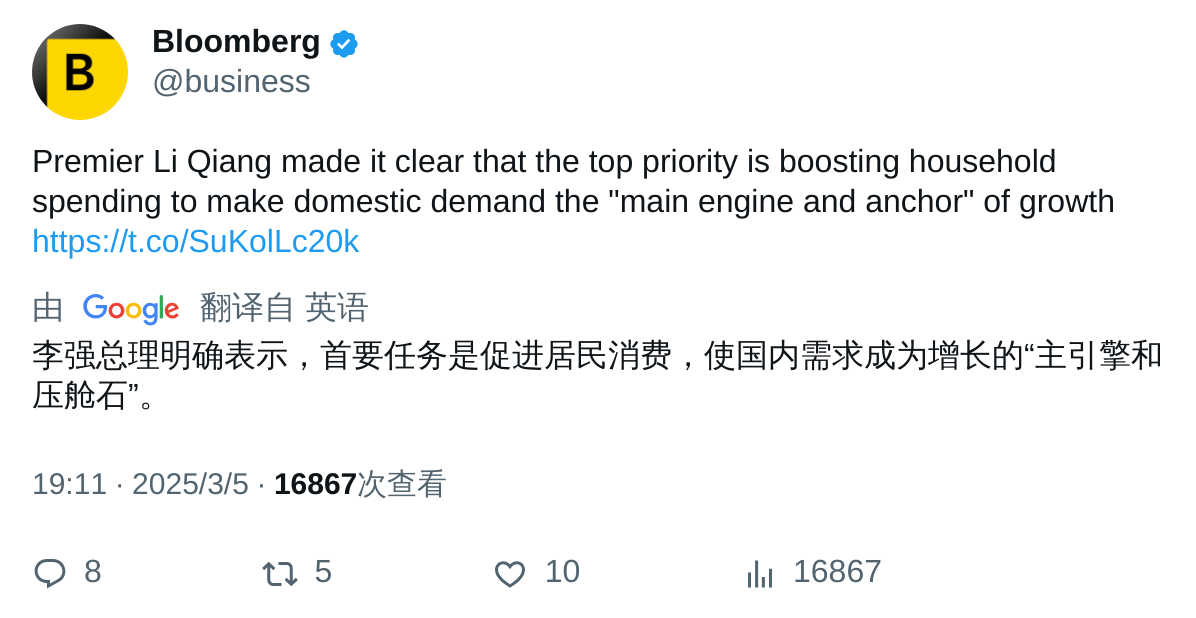 B
Bloomberg
@business
Premier Li Qiang made it clear that the top priority is boosting household
spending to make domestic demand the "main engine and anchor" of growth
https://t.co/SuKolLc20k
由 Google 翻译自 英语
李强总理明确表示，首要任务是促进居民消费，使国内需求成为增长的“主引擎和
压舱石”。
19:11 · 2025/3/5 · 16867次查看
8 5 10 16867